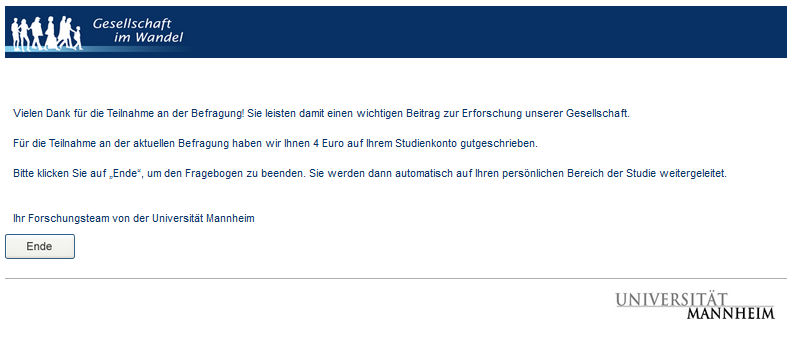 Gesellschaft
im Wandel
Vielen Dank für die Teilnahme an der Befragung! Sie leisten damit einen wichtigen Beitrag zur Erforschung unserer Gesellschaft.
Für die Teilnahme an der aktuellen Befragung haben wir Ihnen 4 Euro auf Ihrem Studienkonto gutgeschrieben.
Bitte klicken Sie auf „Ende“, um den Fragebogen zu beenden. Sie werden dann automatisch auf Ihren persönlichen Bereich der Studie weitergeleitet.
Ihr Forschungsteam von der Universität Mannheim
Ende
UNIVERSITÄT
MANNHEIM